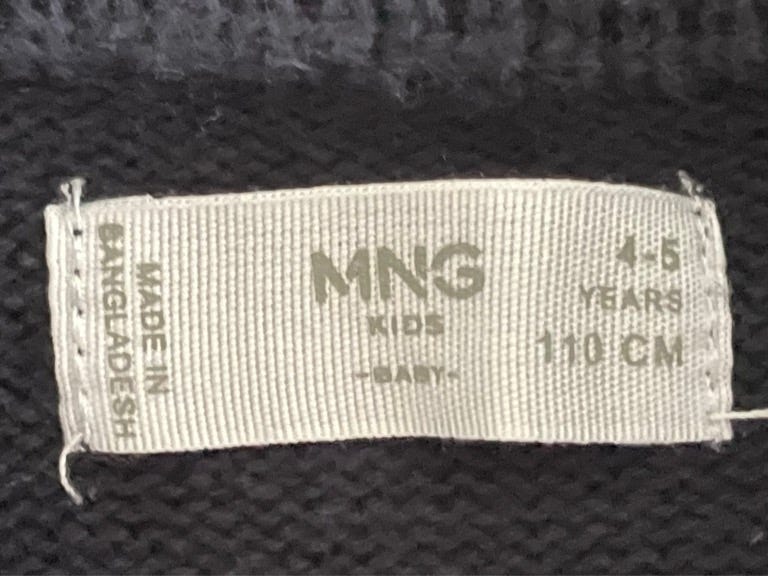 MADE IN
BANGLADESH
MNG
KIDS
-BABY-
4-5
YEARS
110 CM